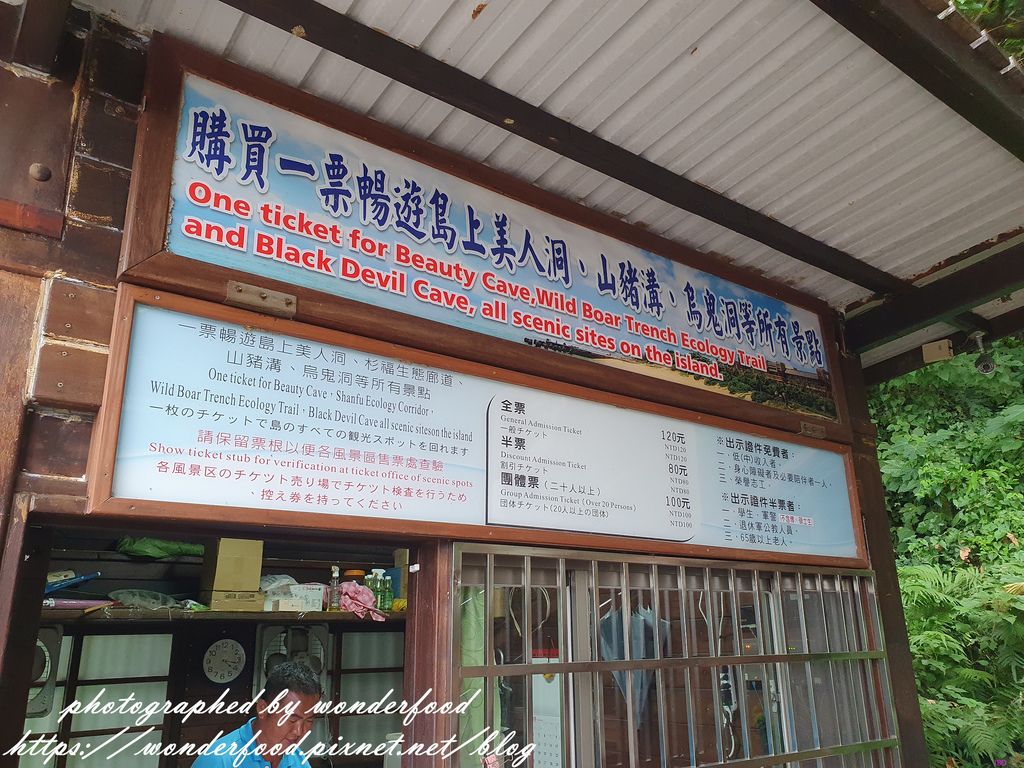 購買一票暢遊島上美人洞、山豬溝、烏鬼洞等所有景點
One ticket for Beauty Cave,Wild Boar Trench Ecology Trail
and Black Devil Cave, all scenic sites on the island.
一票暢遊島上美人洞、杉福生態廊道、
山豬溝、烏鬼洞等所有景點
One ticket for Beauty Cave, Shanfu Ecology Corridor,
Wild Boar Trench Ecology Trail, Black Devil Cave all scenic siteson the island
一枚のチケットで島のすべての観光スポットを回れます
請保留票根以便各風景區售票處查驗
Show ticket stub for verification at ticket office of scenic spots
各風景区のチケツト売り場でチケツト検査を行うため
、控え券を持ってください
全票
General Admission Ticket
一般チケット
120元
NTD120
NTD120
半票
Discount Admission Ticket
割引チケット
80元
NTD80
NTD80
團體票(二十人以上)
Group Admission Ticket (Over 20 Persons)
団体チケット(20人以上の団体)
100元
NTD100
NTD100
※出示證件免費者:
一、低(中)收入者。
二、身心障礙者及必要陪伴者一人。
三、榮譽志工。
※出示證件半票者:
一、學生,軍警
二、退休軍公教人員。
三、65歲以上老人。
photographed by wonderfood
https://wonderfood.pixnet.net/blog